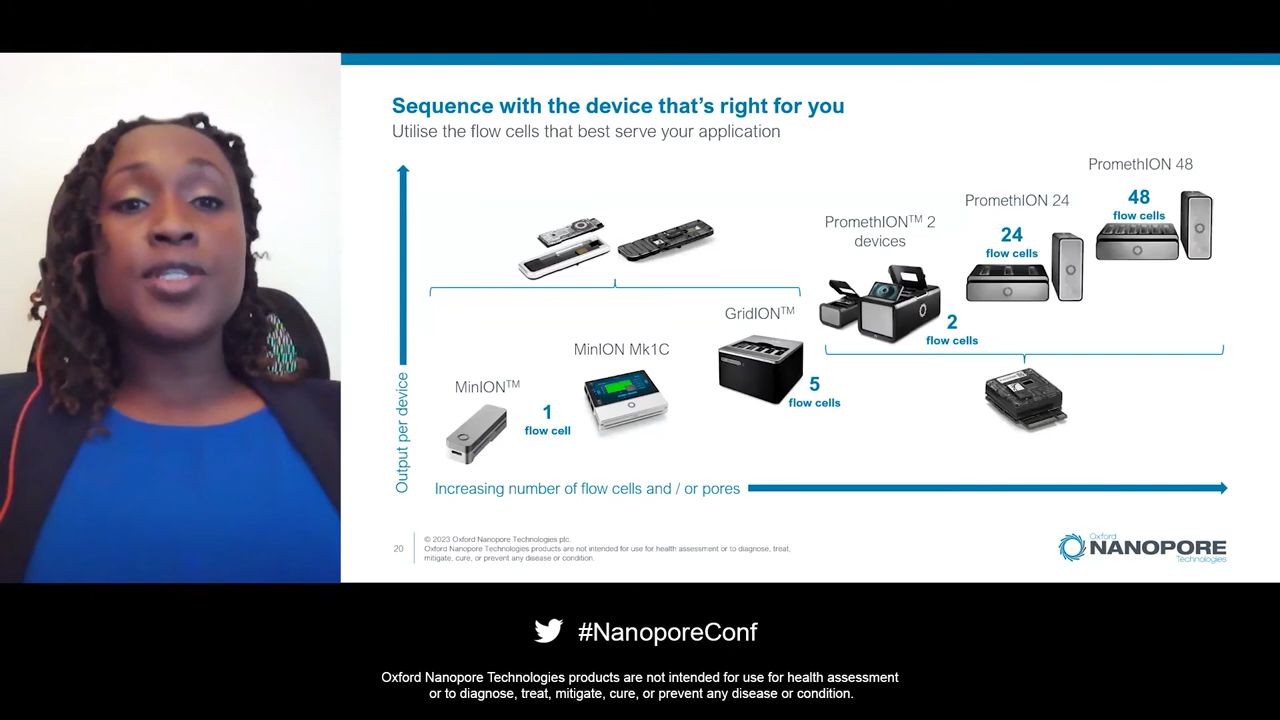 Sequence with the device that's right for you
Utilise the flow cells that best serve your application
PromethION 48
48
flow cells
PromethION 24
24
flow cells
PromethION™ 2
devices
2
flow cells
GridION™
5
flow cells
MinION Mk1C
MinION™
1
flow cell
Output per device
Increasing number of flow cells and / or pores
20
© 2023 Oxford Nanopore Technologies plc.
Oxford Nanopore Technologies products are not intended for use for health assessment or to diagnose, treat,
mitigate, cure, or prevent any disease or condition.
Oxford
NANOPORE
Technologies
#NanoporeConf
Oxford Nanopore Technologies products are not intended for use for health assessment
or to diagnose, treat, mitigate, cure, or prevent any disease or condition.